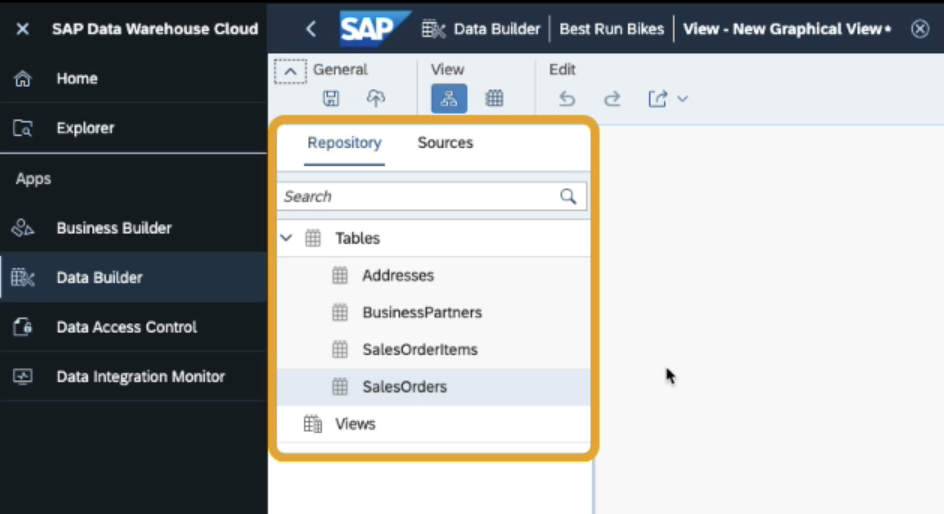 SAP Data Warehouse Cloud
SAP Data Builder Best Run Bikes View - New Graphical View*
Home
Explorer
Apps
Business Builder
Data Builder
Data Access Control
Data Integration Monitor
General View Edit
Repository Sources
Search
Tables
Addresses
BusinessPartners
SalesOrderItems
SalesOrders
Views